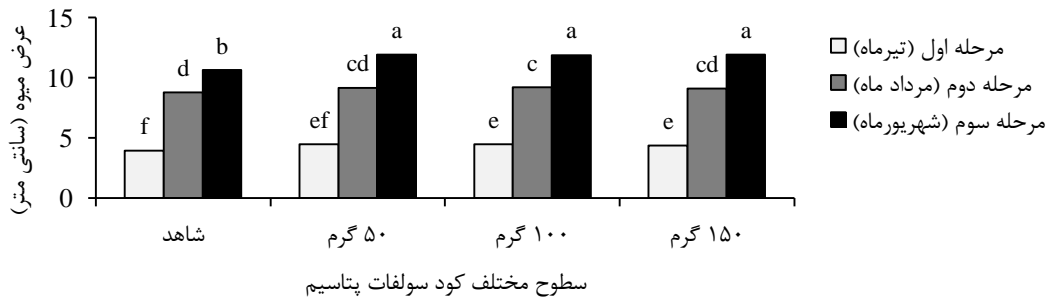 عرض میوه (سانتی متر)
15
10
5
0
f
d
b
ef
cd
a
e
c
a
e
cd
a
شاهد
۵۰ گرم
۱۰۰ گرم
۱۵۰ گرم
سطوح مختلف کود سولفات پتاسیم
مرحله اول (تیرماه)
مرحله دوم (مرداد ماه)
مرحله سوم (شهریورماه)